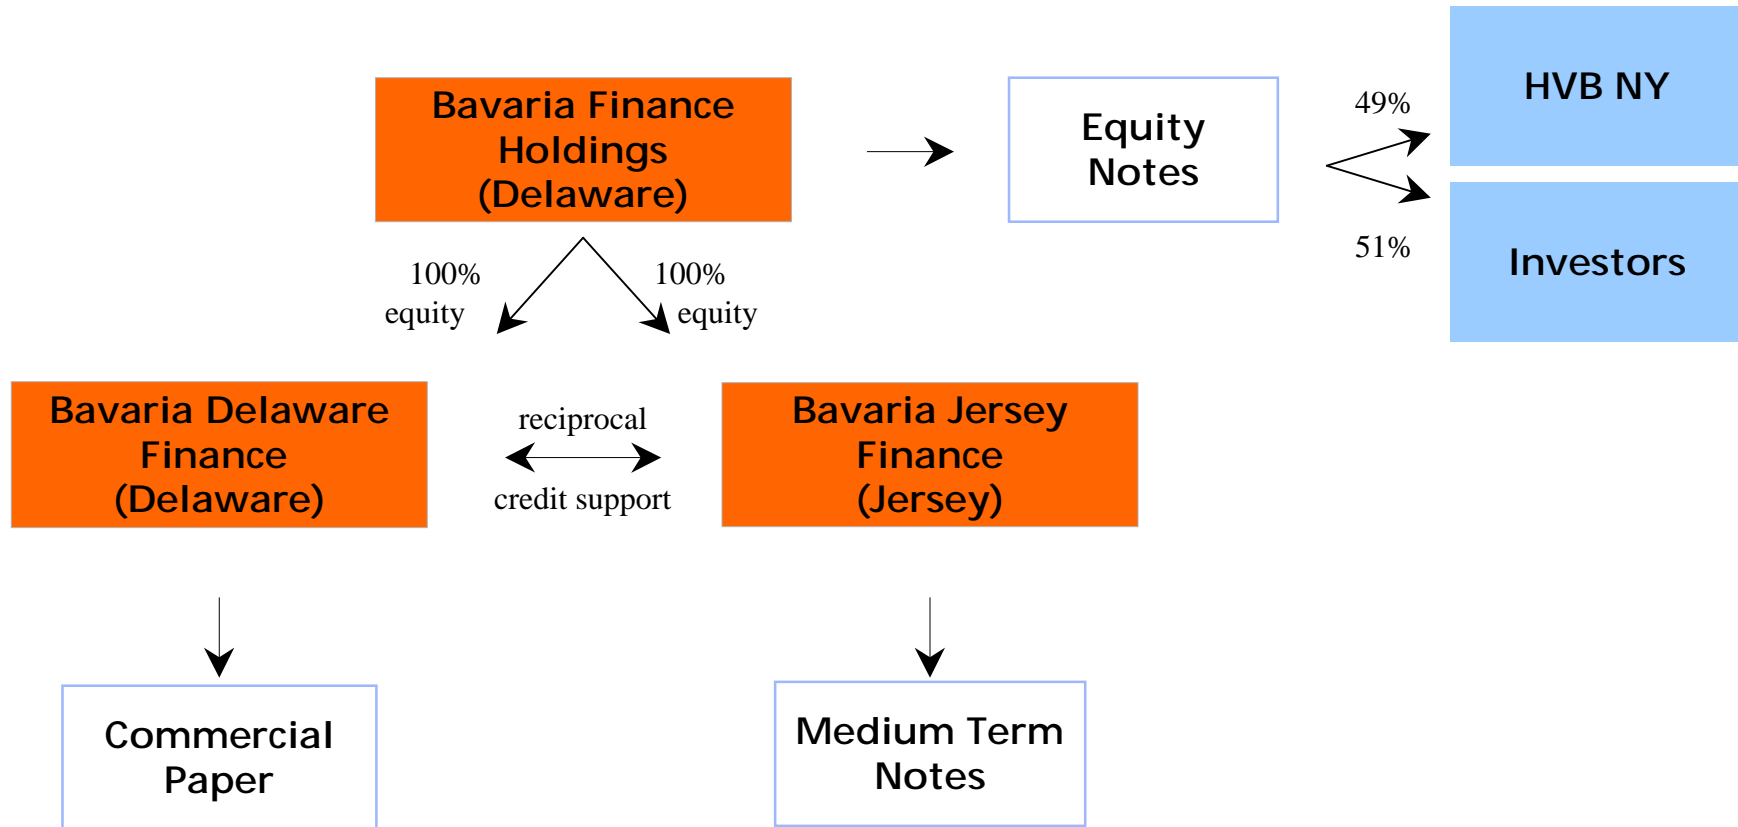 Bavaria Finance
Holdings
(Delaware)
Equity
Notes
49%
51%
HVB NY
Investors
100%
equity
100%
equity
Bavaria Delaware
Finance
(Delaware)
reciprocal
credit support
Bavaria Jersey
Finance
(Jersey)
Commercial
Paper
Medium Term
Notes